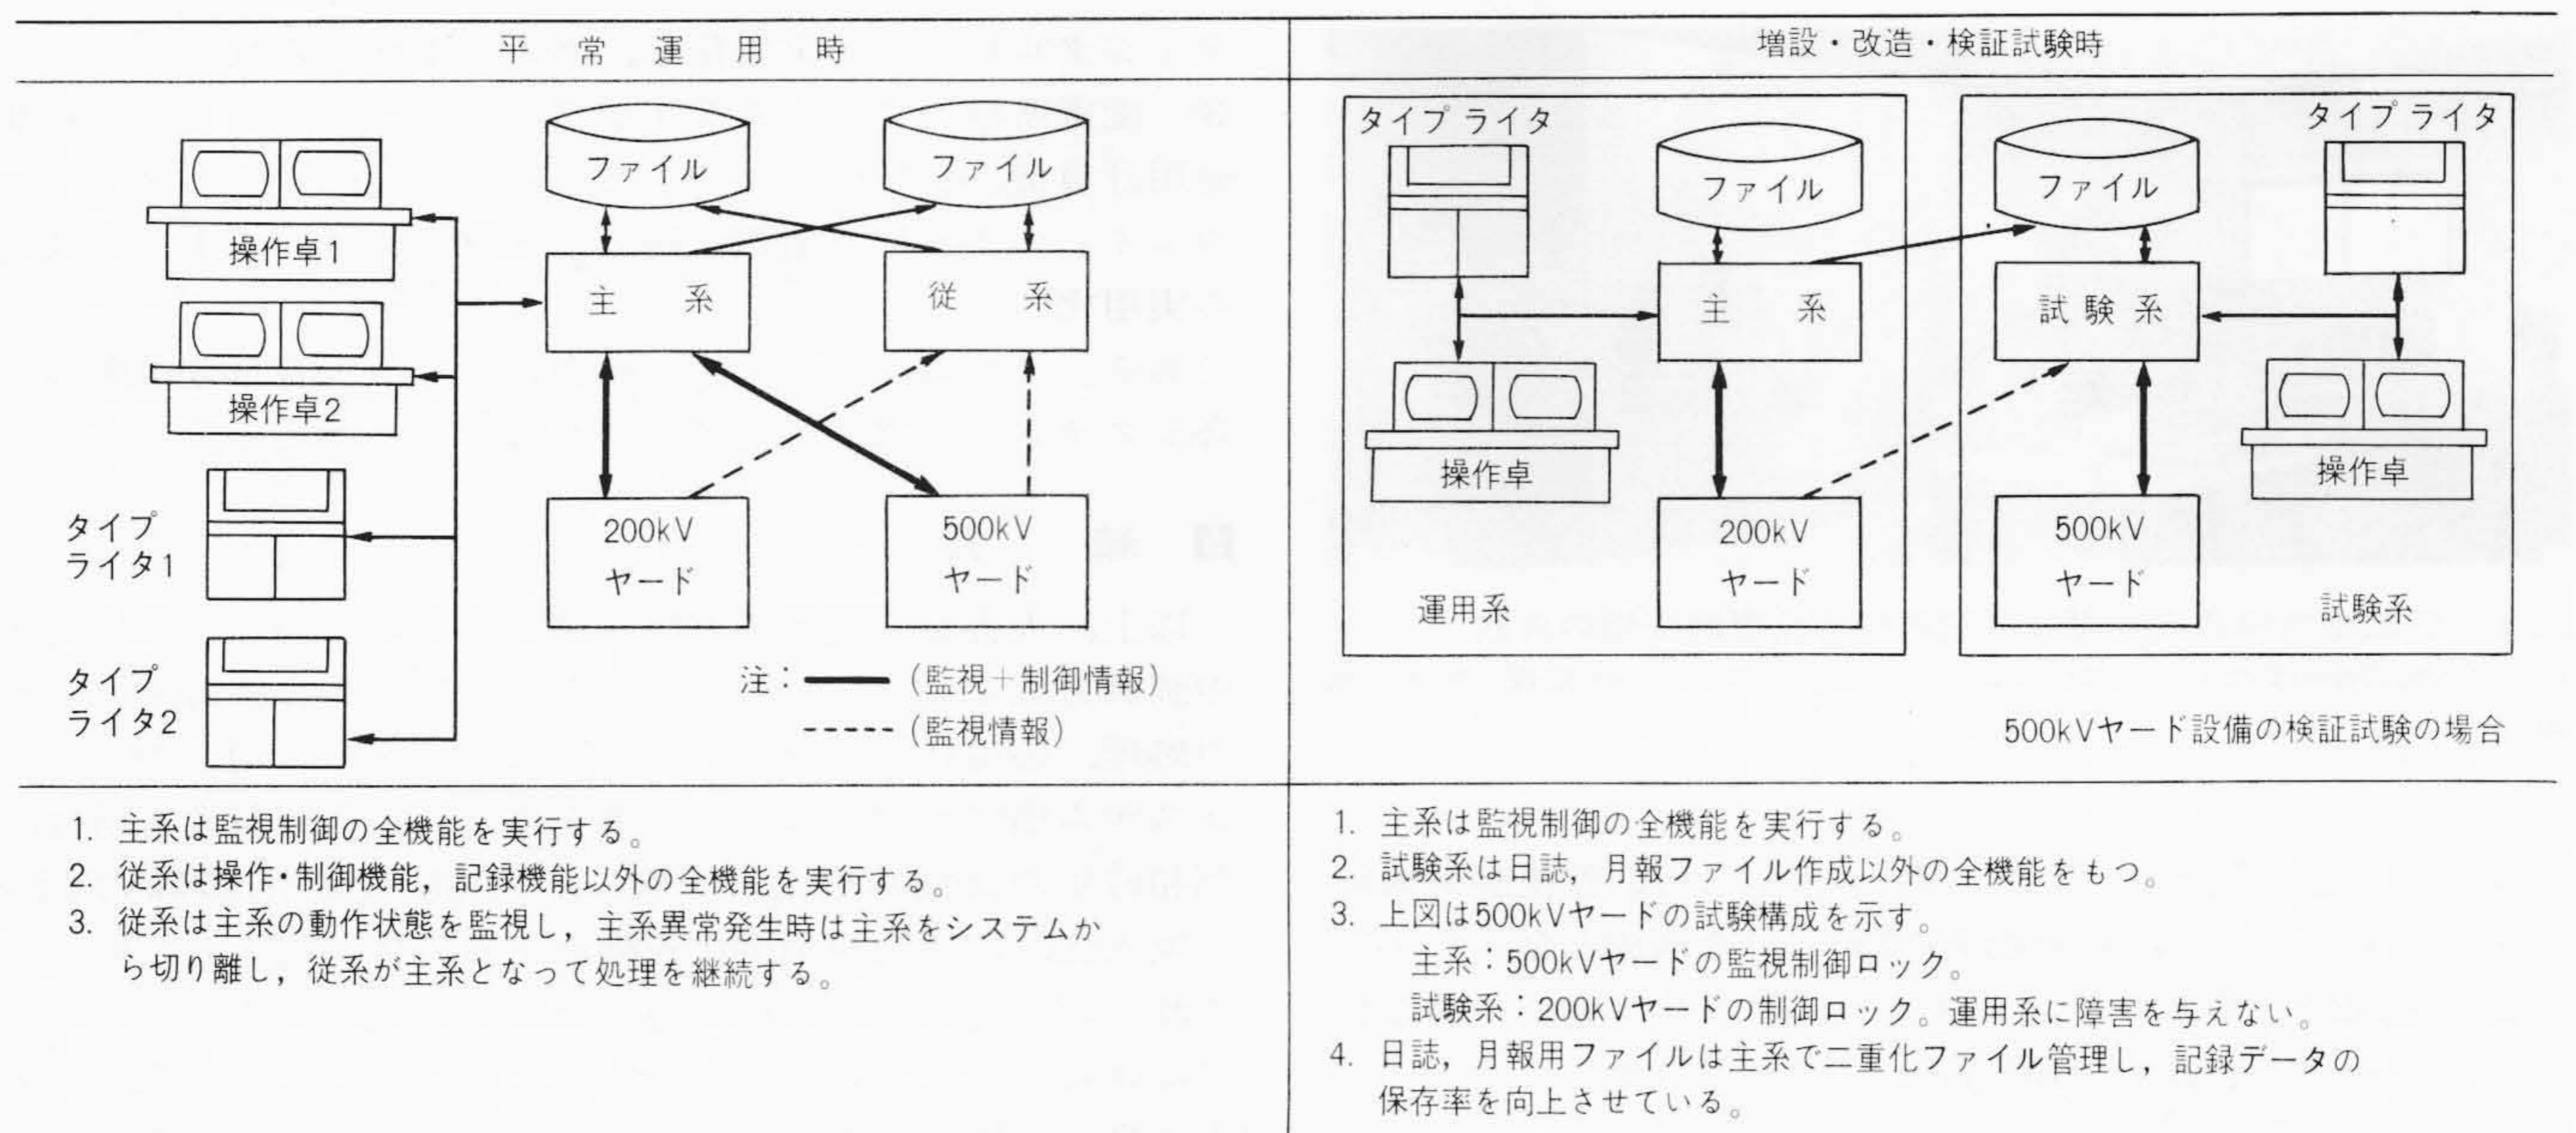 平常運用時
操作卓1
操作卓2
タイプ
ライタ1
タイプ
ライタ2
ファイル
ファイル
主系
従系
200kV
ヤード
500kV
ヤード
注：（監視＋制御情報）
（監視情報）
1. 主系は監視制御の全機能を実行する。
2. 従系は操作・制御機能，記録機能以外の全機能を実行する。
3. 従系は主系の動作状態を監視し，主系異常発生時は主系をシステムか
ら切り離し，従系が主系となって処理を継続する。
増設・改造・検証試験時
タイプライタ
ファイル
主系
操作卓
200kV
ヤード
運用系
タイプライタ
ファイル
試験系
操作卓
500kV
ヤード
試験系
500kVヤード設備の検証試験の場合
1. 主系は監視制御の全機能を実行する。
2. 試験系は日誌，月報ファイル作成以外の全機能をもつ。
3. 上図は500kVヤードの試験構成を示す。
主系：500kVヤードの監視制御ロック。
試験系：200kVヤードの制御ロック。運用系に障害を与えない。
4. 日誌，月報用ファイルは主系で二重化ファイル管理し，記録データの
保存率を向上させている。